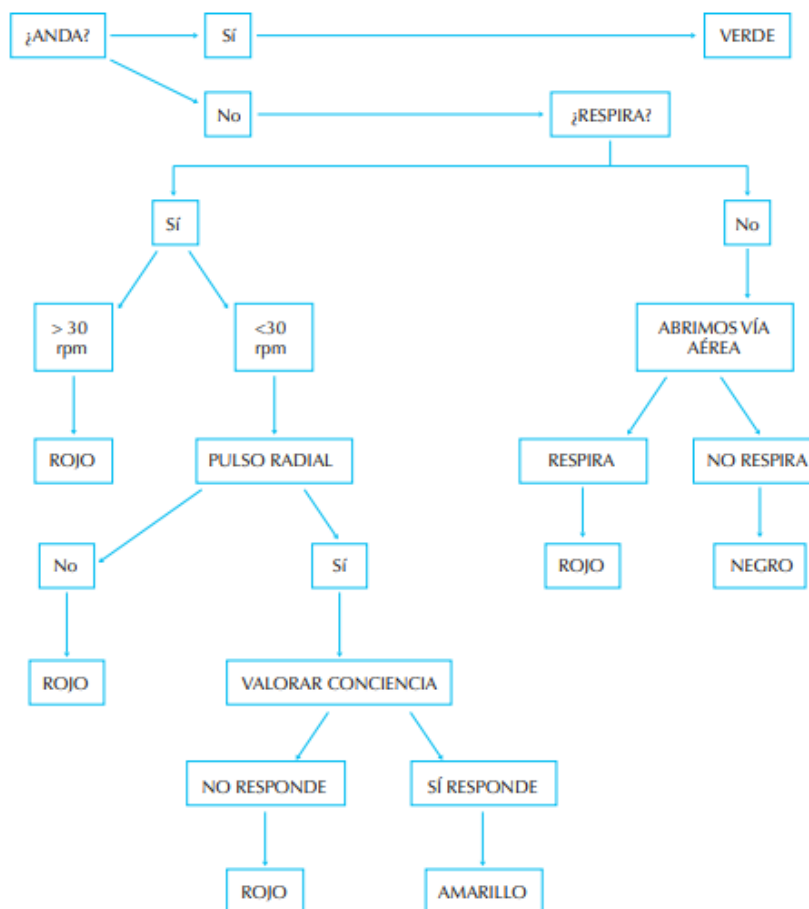 ¿ANDA?
Sí
VERDE
No
¿RESPIRA?
Sí
No
> 30
rpm
<30
rpm
ABRIMOS VÍA
AÉREA
ROJO
PULSO RADIAL
RESPIRA
NO RESPIRA
No
Sí
ROJO
NEGRO
ROJO
VALORAR CONCIENCIA
NO RESPONDE
SÍ RESPONDE
ROJO
AMARILLO